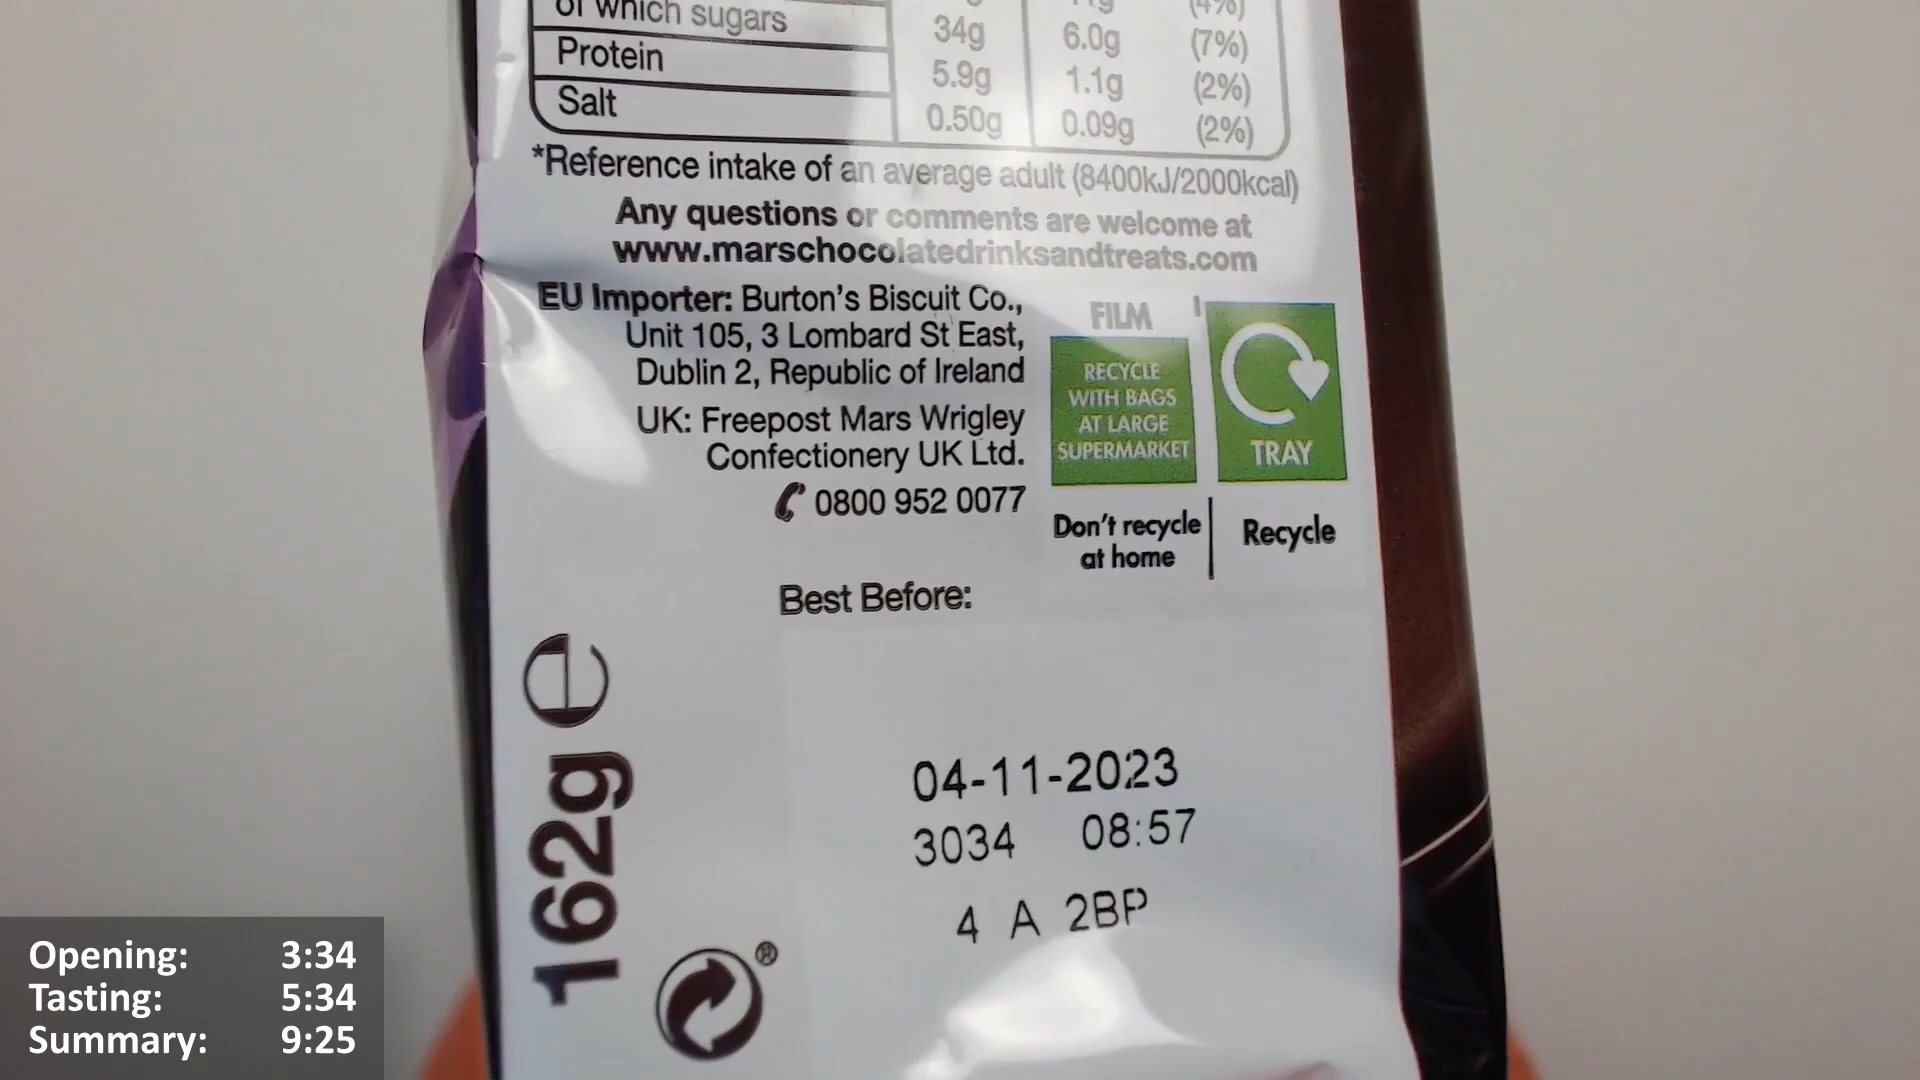 of which sugars 34g 6.0g (7%)
Protein 5.9g 1.1g (2%)
Salt 0.50g 0.09g (2%)
*Reference intake of an average adult (8400kJ/2000kcal)
Any questions or comments are welcome at
www.marschocolatedrinksandtreats.com
EU Importer: Burton's Biscuit Co.,
Unit 105, 3 Lombard St East,
Dublin 2, Republic of Ireland
UK: Freepost Mars Wrigley
Confectionery UK Ltd.
0800 952 0077
FILM
RECYCLE
WITH BAGS
AT LARGE
SUPERMARKET
Don't recycle
at home
TRAY
Recycle
Best Before:
04-11-2023
3034 08:57
4 A 2BP
162g e
®
Opening: 3:34
Tasting: 5:34
Summary: 9:25